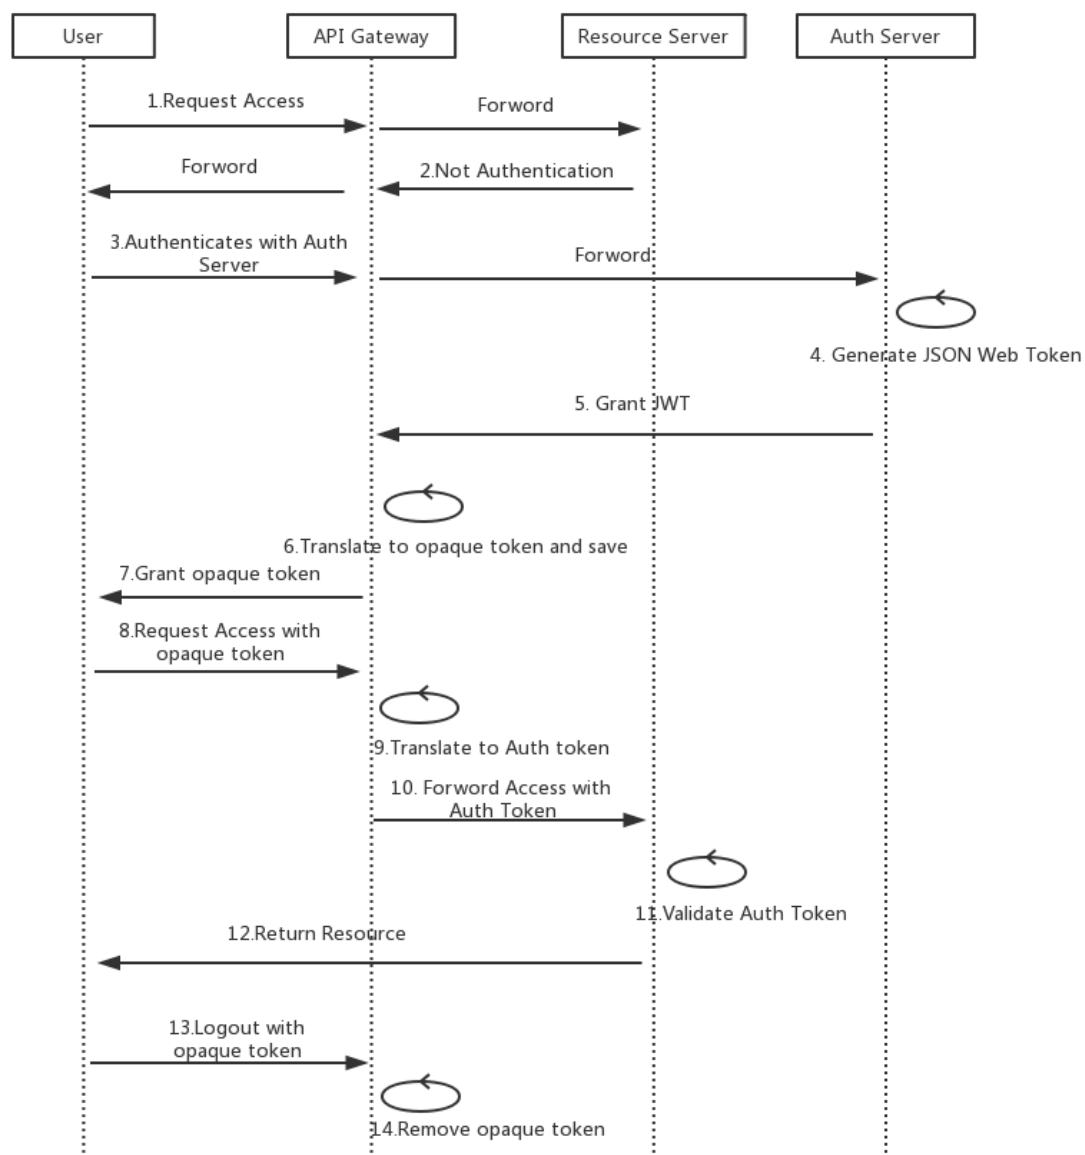 User
API Gateway
Resource Server
Auth Server
1.Request Access
Forword
Forword
2.Not Authentication
3.Authenticates with Auth
Server
Forword
4. Generate JSON Web Token
5. Grant JWT
6.Translate to opaque token and save
7.Grant opaque token
8.Request Access with
opaque token
9.Translate to Auth token
10. Forword Access with
Auth Token
11.Validate Auth Token
12.Return Resource
13.Logout with
opaque token
14.Remove opaque token